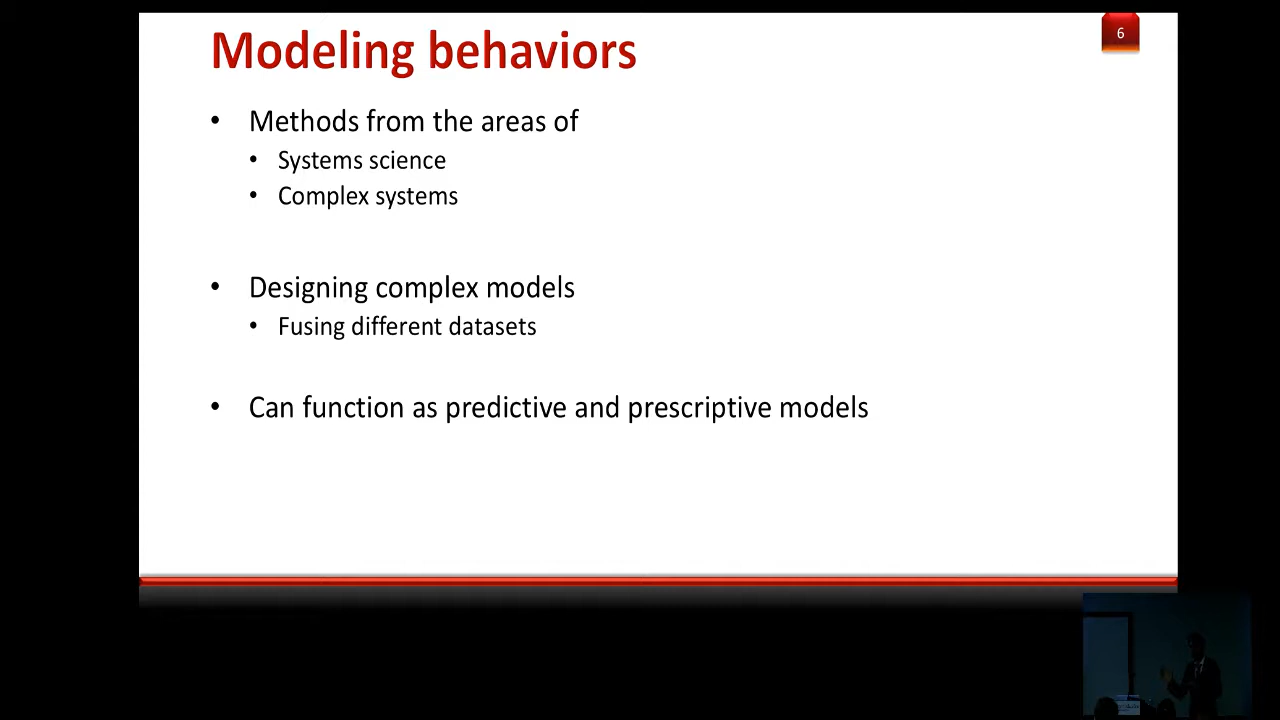 Modeling behaviors
6
• Methods from the areas of
• Systems science
• Complex systems
• Designing complex models
• Fusing different datasets
• Can function as predictive and prescriptive models